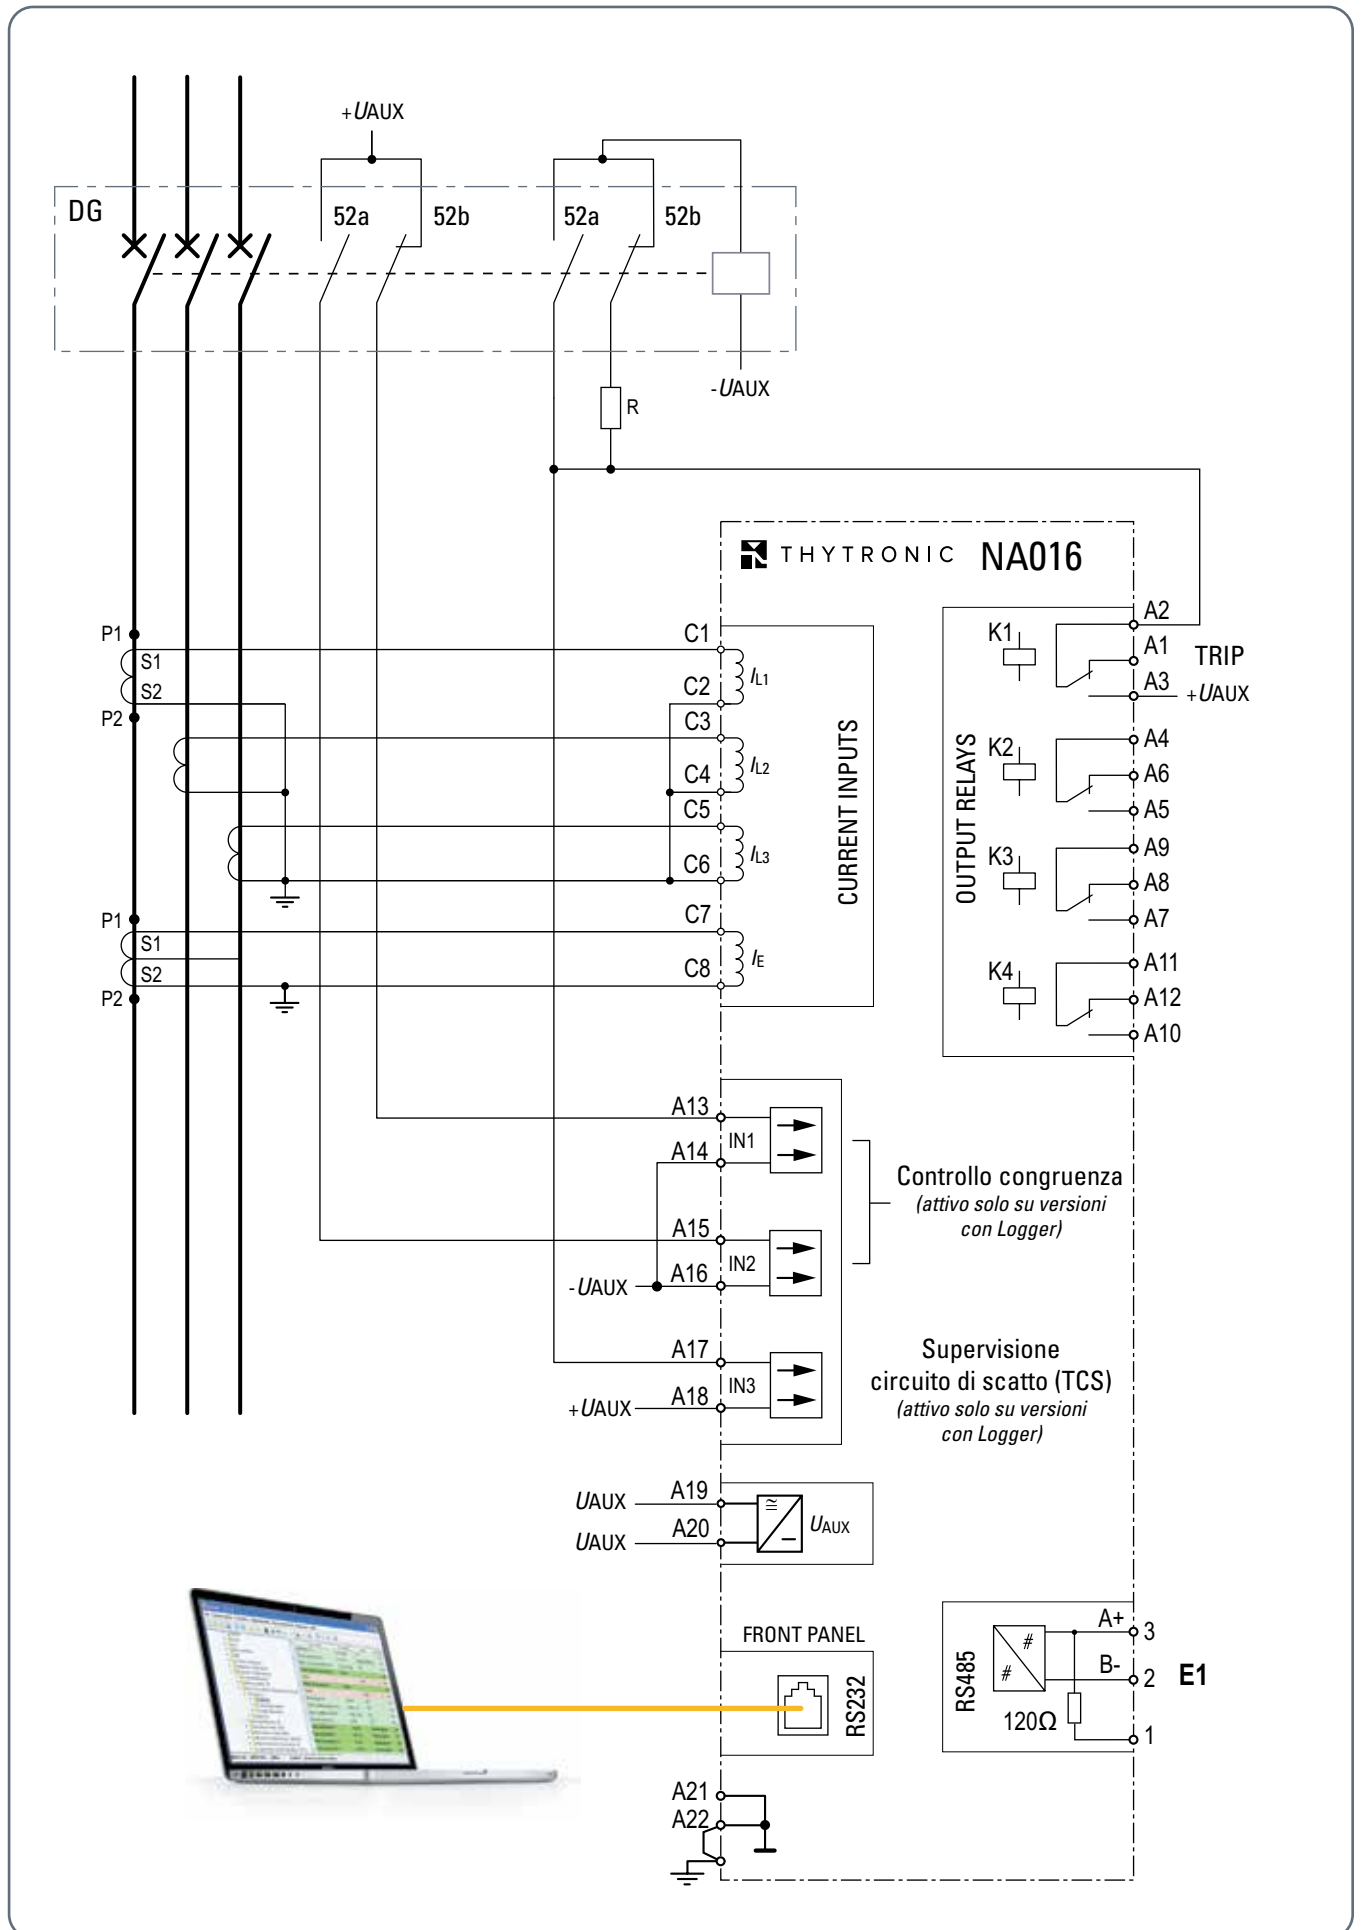 +UAUX
DG
52a
52b
52a
52b
-UAUX
R
THYTRONIC NA016
P1
S1
S2
P2
P1
S1
S2
P2
C1
C2
C3
C4
C5
C6
C7
C8
IL1
IL2
IL3
IE
CURRENT INPUTS
OUTPUT RELAYS
K1
K2
K3
K4
A2
A1
A3
TRIP
+UAUX
A4
A6
A5
A9
A8
A7
A11
A12
A10
A13
A14
IN1
A15
A16
IN2
-UAUX
A17
A18
IN3
+UAUX
Controllo congruenza
(attivo solo su versioni
con Logger)
Supervisione
circuito di scatto (TCS)
(attivo solo su versioni
con Logger)
UAUX
A19
UAUX
A20
≅
UAUX
FRONT PANEL
RS232
RS485
#
#
A+
B-
120Ω
3
2
1
E1
A21
A22